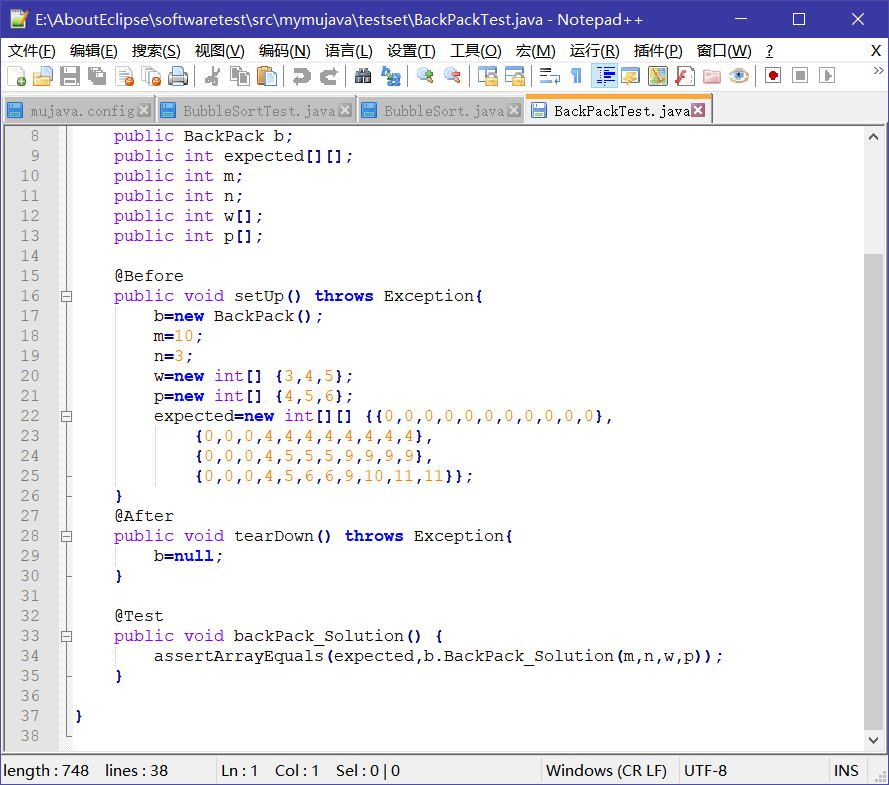 E:\AboutEclipse\softwaretest\src\mymujava\testset\BackPackTest.java - Notepad++
文件(F) 编辑(E) 搜索(S) 视图(V) 编码(N) 语言(L) 设置(T) 工具(O) 宏(M) 运行(R) 插件(P) 窗口(W) ? X
mujava.config BubbleSortTest.java BubbleSort.java BackPackTest.java
8 public BackPack b;
9 public int expected[][];
10 public int m;
11 public int n;
12 public int w[];
13 public int p[];
14
15 @Before
16 public void setUp() throws Exception{
17 b=new BackPack();
18 m=10;
19 n=3;
20 w=new int[] {3,4,5};
21 p=new int[] {4,5,6};
22 expected=new int[][] {{0,0,0,0,0,0,0,0,0,0,0},
23 {0,0,0,4,4,4,4,4,4,4,4},
24 {0,0,0,4,5,5,5,9,9,9,9},
25 {0,0,0,4,5,6,6,9,10,11,11}};
26 }
27 @After
28 public void tearDown() throws Exception{
29 b=null;
30 }
31
32 @Test
33 public void backPack_Solution() {
34 assertArrayEquals(expected,b.BackPack_Solution(m,n,w,p));
35 }
36
37 }
38
length : 748 lines : 38 Ln : 1 Col : 1 Sel : 0 | 0 Windows (CR LF) UTF-8 INS